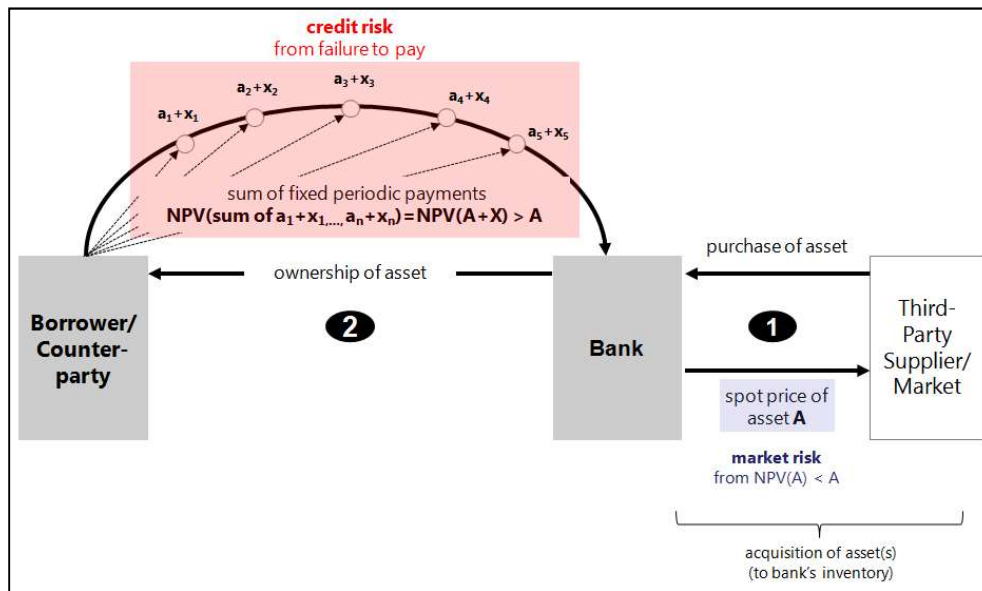 credit risk
from failure to pay
a₁+x₁
a₂+x₂
a₃+x₃
a₄+x₄
a₅+x₅
sum of fixed periodic payments
NPV(sum of a₁+x₁,..., aₙ+xₙ)=NPV(A+X) > A
ownership of asset
purchase of asset
Borrower/
Counter-
party
2
Bank
1
Third-
Party
Supplier/
Market
spot price of
asset A
market risk
from NPV(A) < A
acquisition of asset(s)
(to bank's inventory)